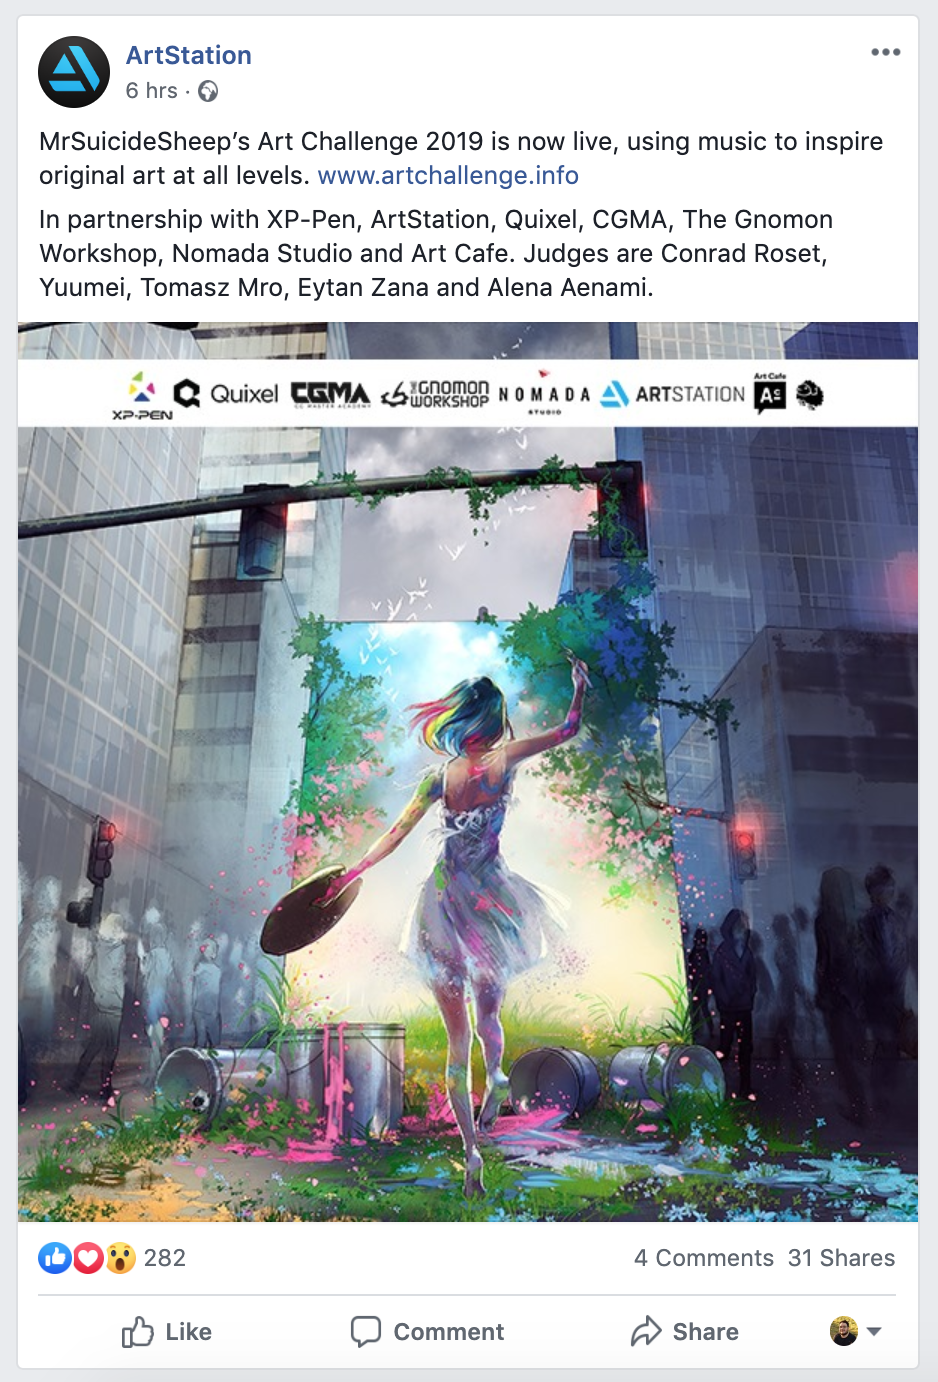 ArtStation
6 hrs ·
MrSuicideSheep’s Art Challenge 2019 is now live, using music to inspire
original art at all levels. www.artchallenge.info
In partnership with XP-Pen, ArtStation, Quixel, CGMA, The Gnomon
Workshop, Nomada Studio and Art Cafe. Judges are Conrad Roset,
Yuumei, Tomasz Mro, Eytan Zana and Alena Aenami.
XP-PEN Quixel CGMA THE GNOMON WORKSHOP NOMADA STUDIO ARTSTATION Art Cafe Ac
CG MASTER ACADEMY
282 4 Comments 31 Shares
Like Comment Share